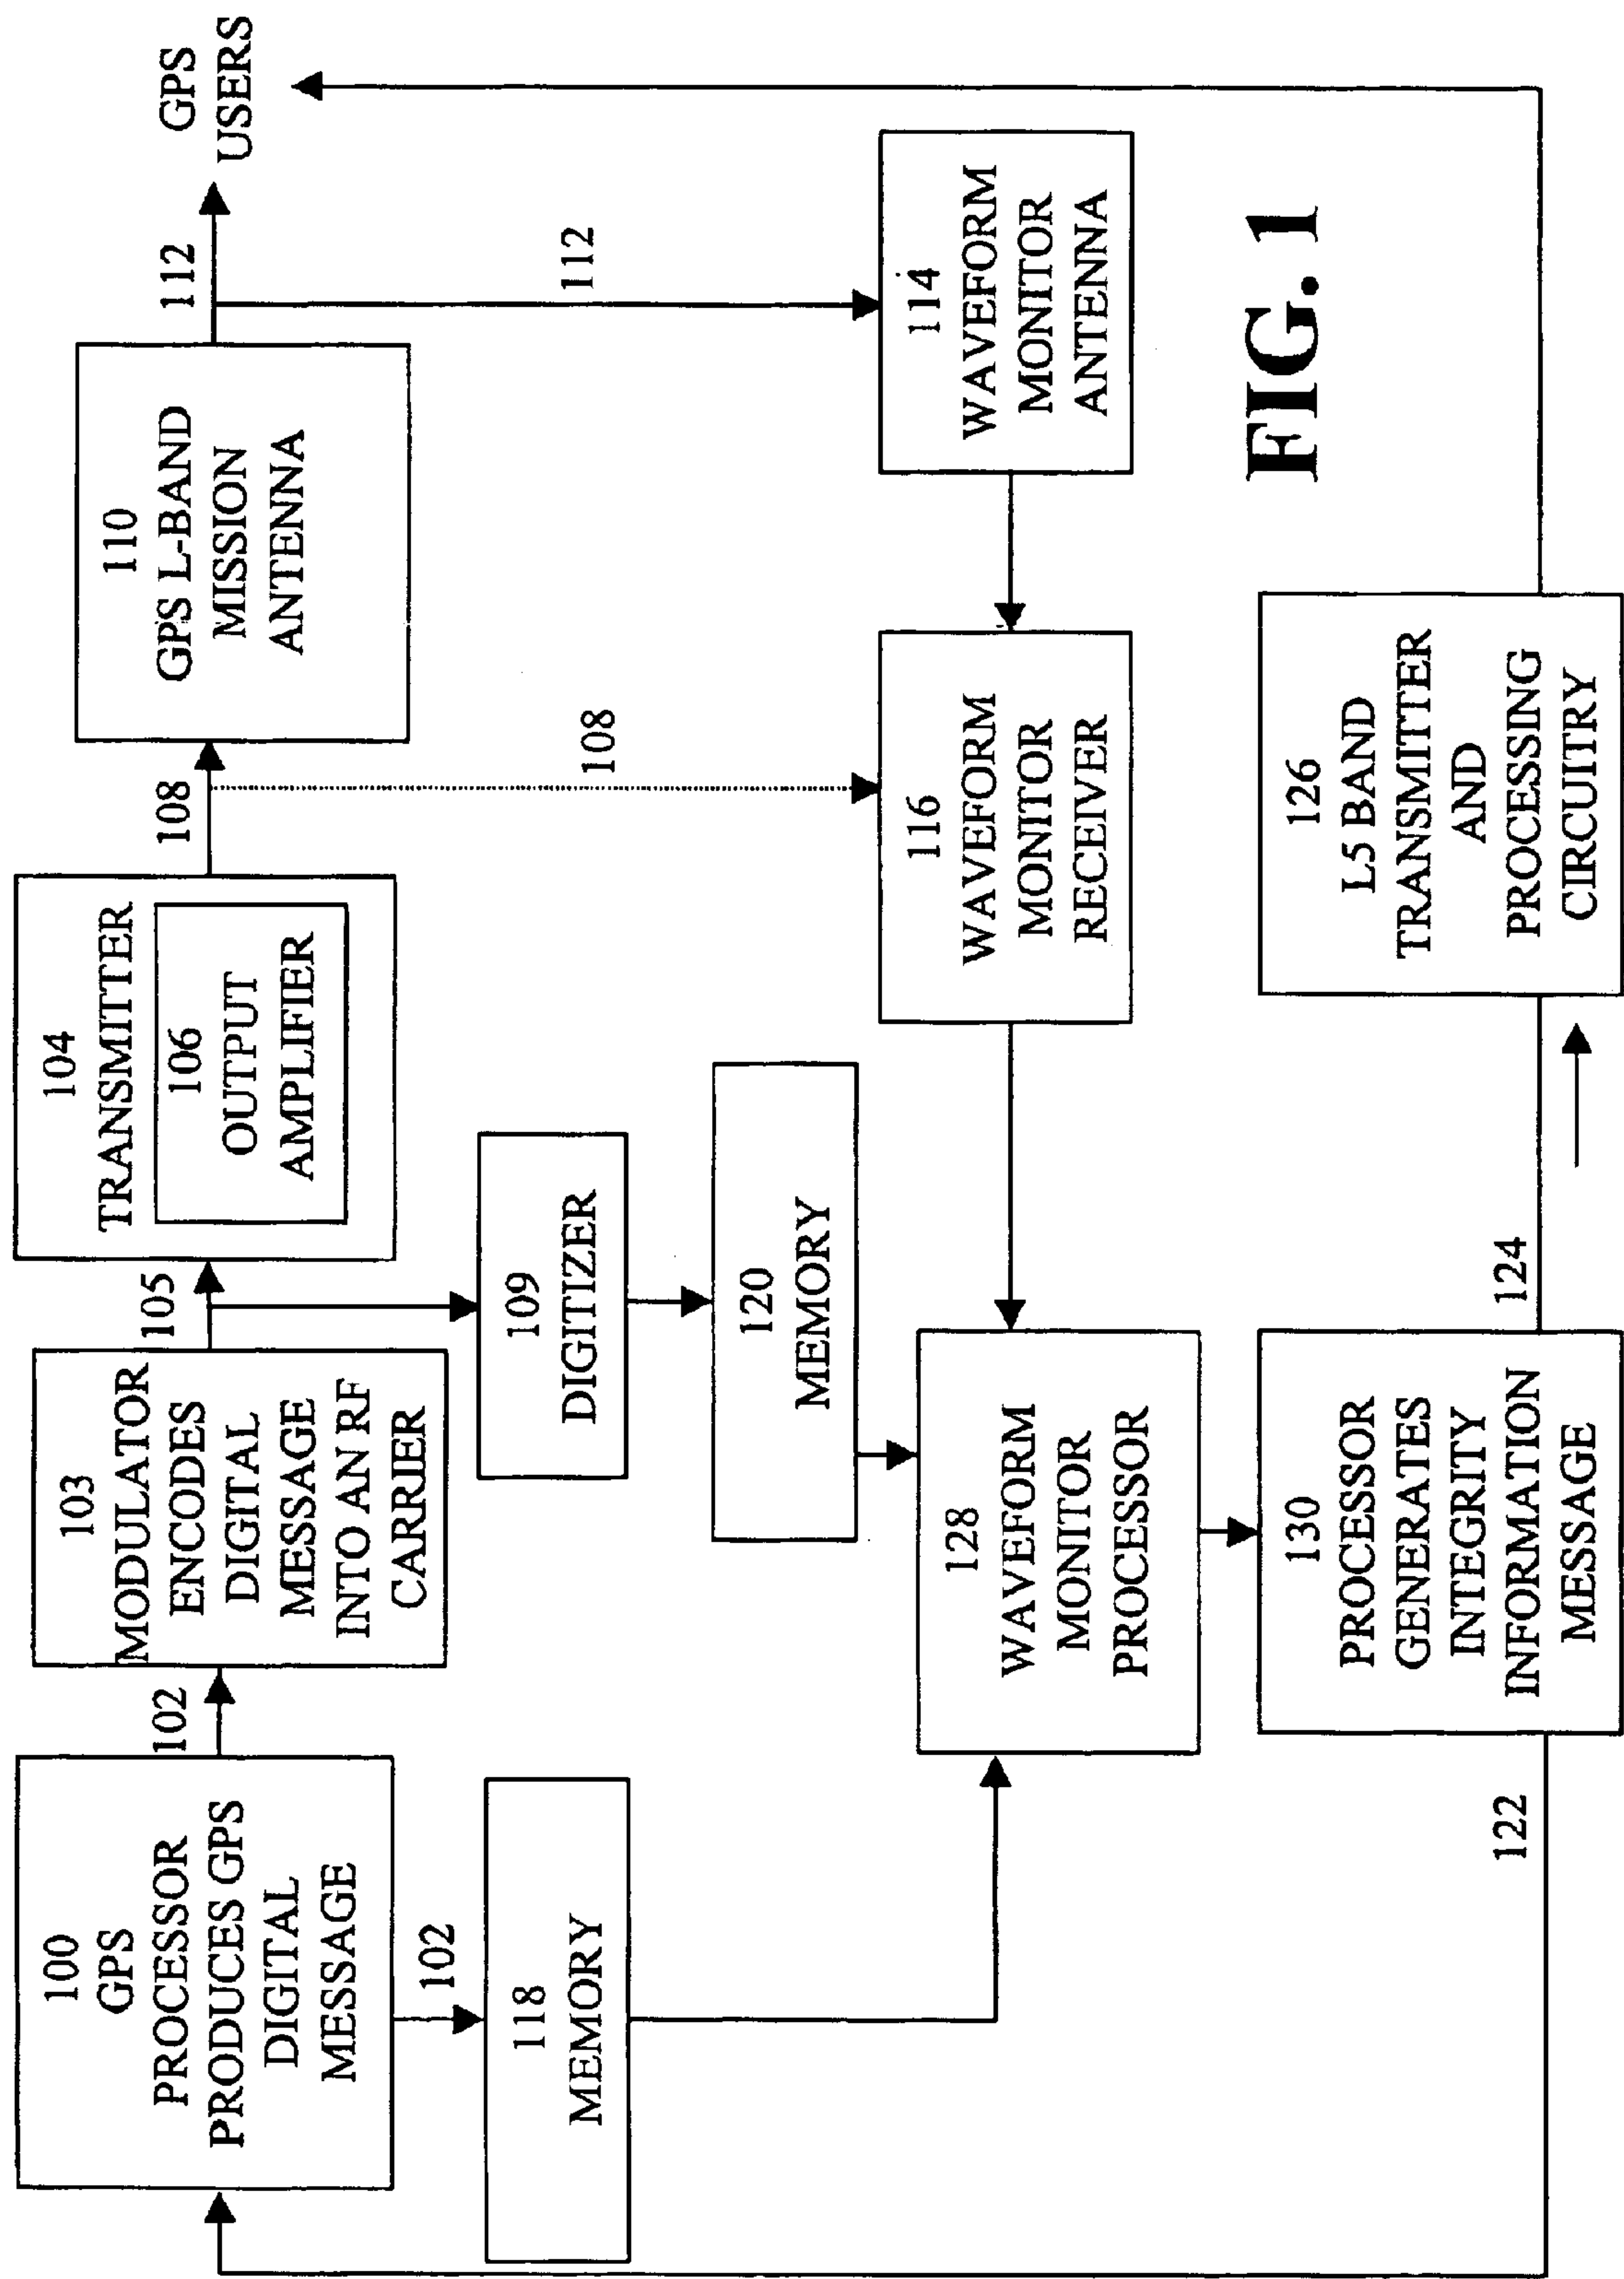 100
GPS
PROCESSOR
PRODUCES GPS
DIGITAL
MESSAGE
102
102
103
MODULATOR
ENCODES
DIGITAL
MESSAGE
INTO AN RF
CARRIER
105
104
TRANSMITTER
106
OUTPUT
AMPLIFIER
108
108
110
GPS L-BAND
MISSION
ANTENNA
112
112
GPS
USERS
118
MEMORY
109
DIGITIZER
120
MEMORY
128
WAVEFORM
MONITOR
PROCESSOR
116
WAVEFORM
MONITOR
RECEIVER
114
WAVEFORM
MONITOR
ANTENNA
122
130
PROCESSOR
GENERATES
INTEGRITY
INFORMATION
MESSAGE
124
126
L5 BAND
TRANSMITTER
AND
PROCESSING
CIRCUITRY
FIG. 1